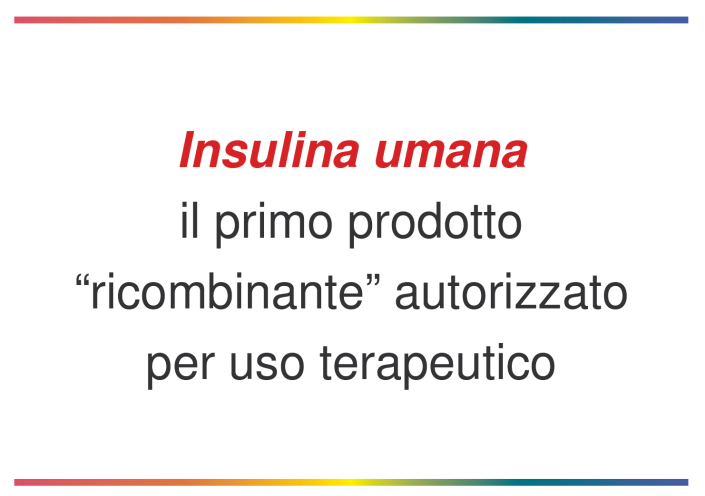 Insulina umana
il primo prodotto
“ricombinante” autorizzato
per uso terapeutico